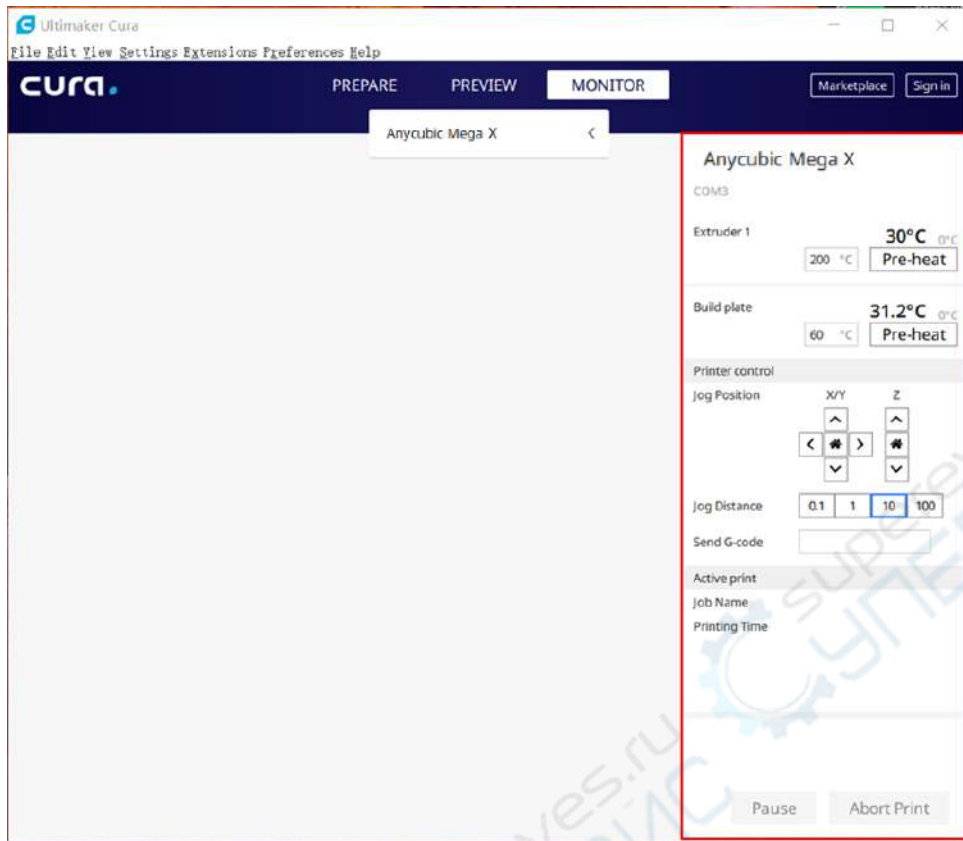 Ultimaker Cura
File Edit View Settings Extensions Preferences Help
cura.
PREPARE PREVIEW MONITOR Marketplace Sign in
Anycubic Mega X
Anycubic Mega X
COM3
Extruder 1 30°C 0°C
200 °C Pre-heat
Build plate 31.2°C 0°C
60 °C Pre-heat
Printer control
Jog Position X/Y Z
Jog Distance 0.1 1 10 100
Send G-code
Active print
Job Name
Printing Time
Pause Abort Print